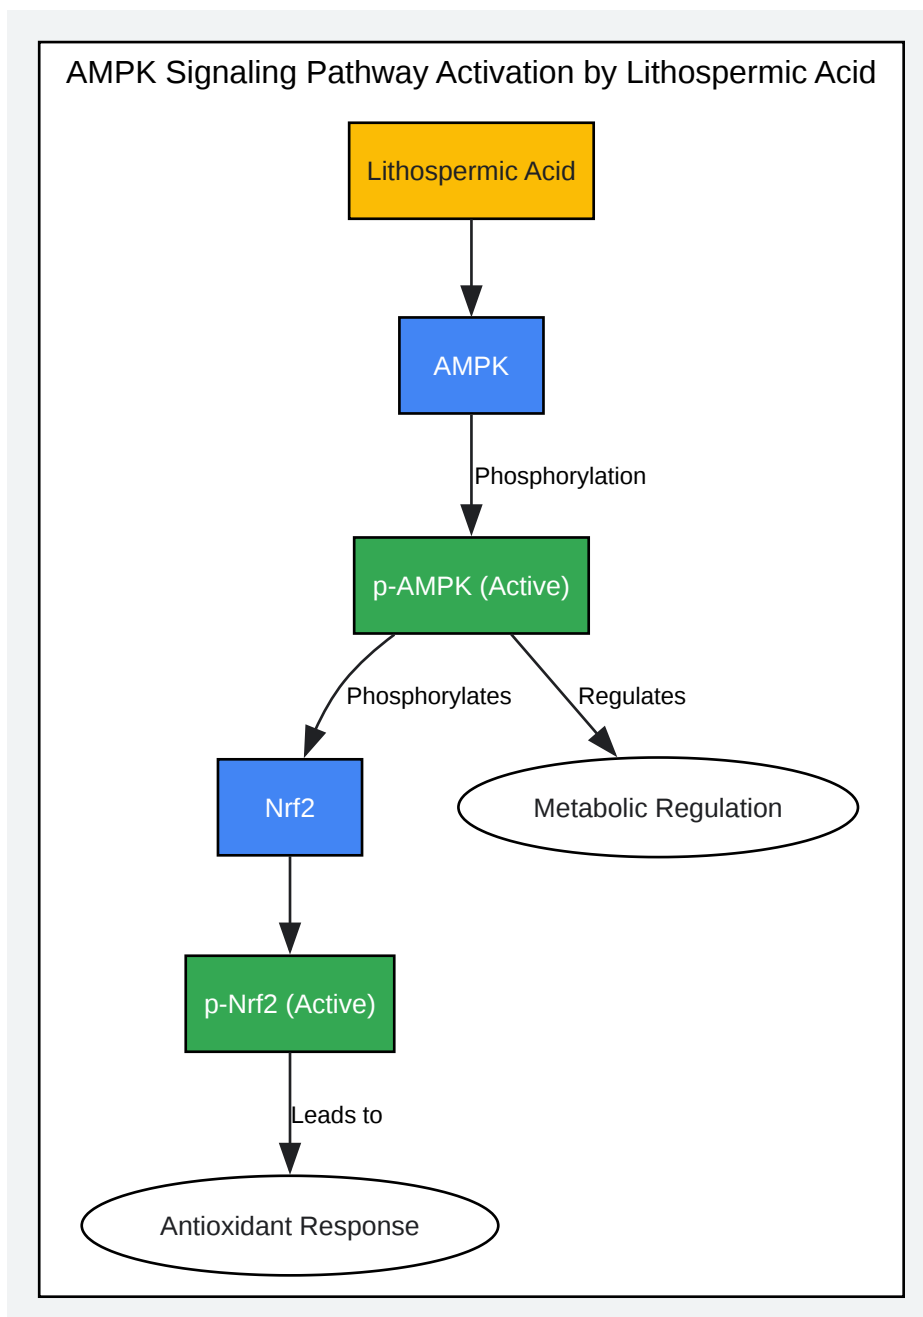 AMPK Signaling Pathway Activation by Lithospermic Acid
Lithospermic Acid
AMPK
Phosphorylation
p-AMPK (Active)
Phosphorylates
Regulates
Nrf2
Metabolic Regulation
p-Nrf2 (Active)
Leads to
Antioxidant Response